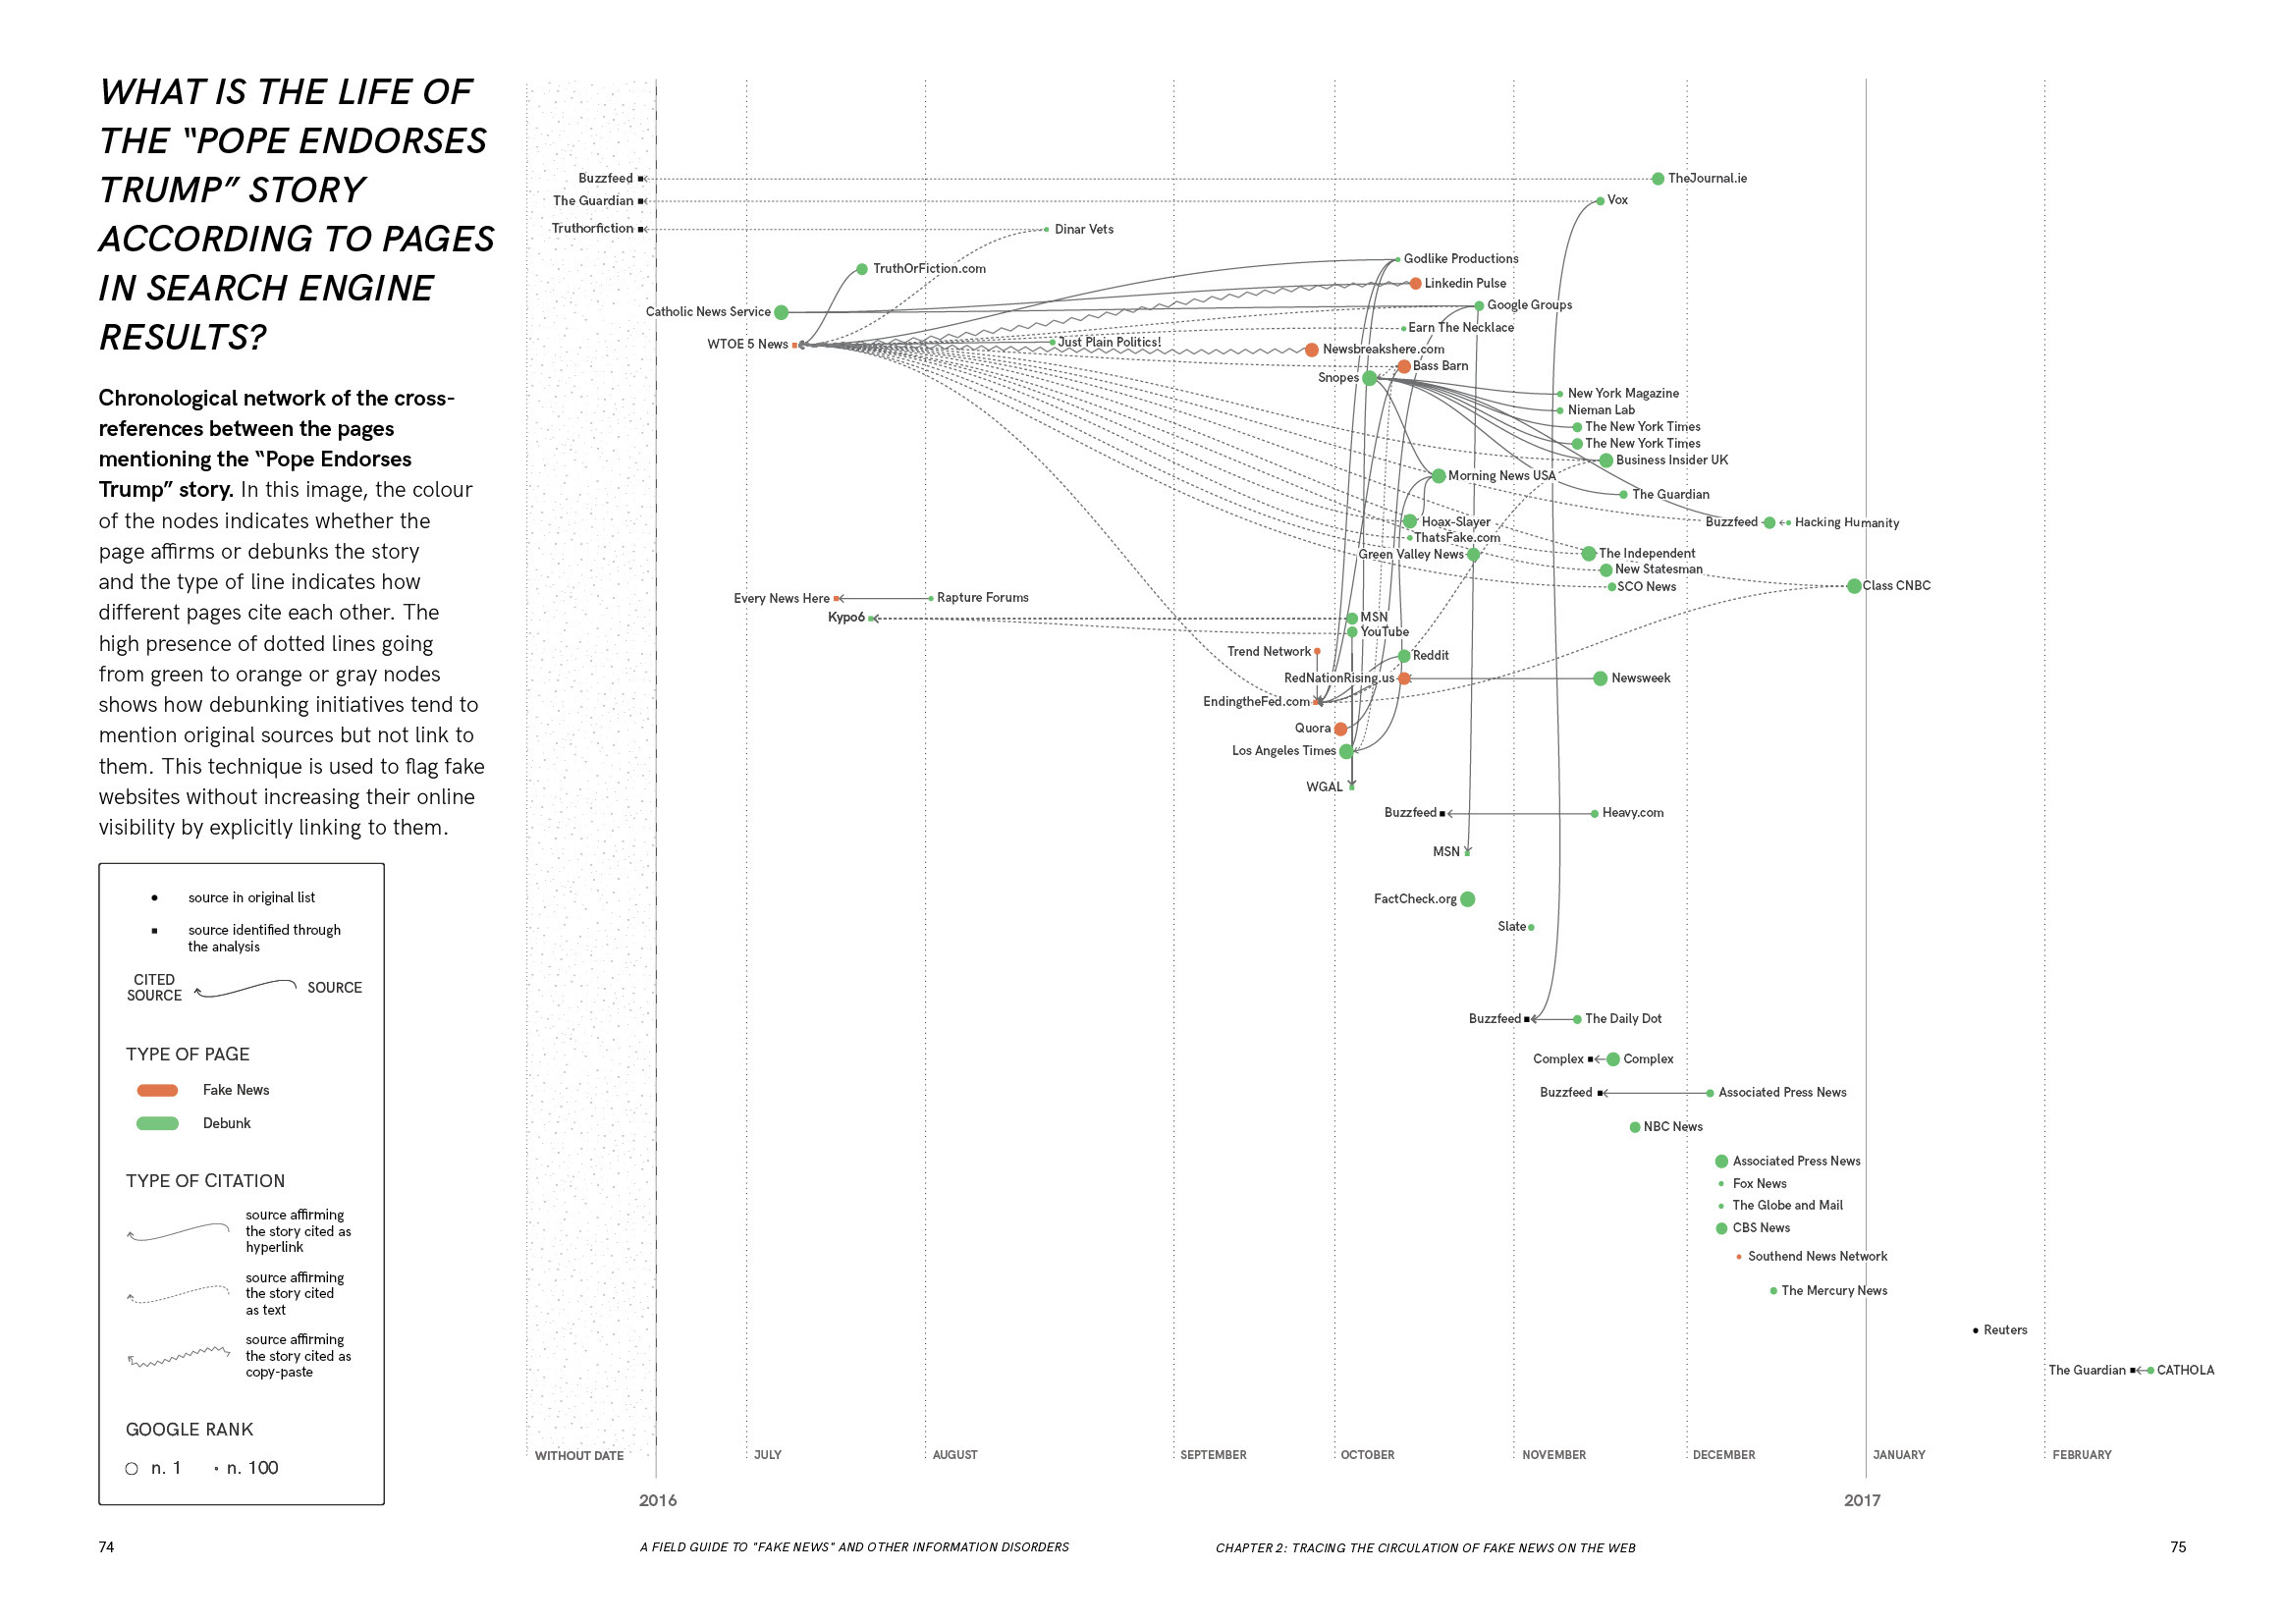 WHAT IS THE LIFE OF
THE “POPE ENDORSES
TRUMP” STORY
ACCORDING TO PAGES
IN SEARCH ENGINE
RESULTS?
Chronological network of the cross-
references between the pages
mentioning the “Pope Endorses
Trump” story. In this image, the colour
of the nodes indicates whether the
page affirms or debunks the story
and the type of line indicates how
different pages cite each other. The
high presence of dotted lines going
from green to orange or gray nodes
shows how debunking initiatives tend to
mention original sources but not link to
them. This technique is used to flag fake
websites without increasing their online
visibility by explicitly linking to them.
source in original list
source identified through
the analysis
CITED
SOURCE
SOURCE
TYPE OF PAGE
Fake News
Debunk
TYPE OF CITATION
source affirming
the story cited as
hyperlink
source affirming
the story cited
as text
source affirming
the story cited as
copy-paste
GOOGLE RANK
n. 1
n. 100
Buzzfeed
TheJournal.ie
The Guardian
Vox
Truthorfiction
Dinar Vets
Godlike Productions
TruthOrFiction.com
Linkedin Pulse
Catholic News Service
Google Groups
Earn The Necklace
WTOE 5 News
Just Plain Politics!
Newsbreakshere.com
Bass Barn
Snopes
New York Magazine
Nieman Lab
The New York Times
The New York Times
Business Insider UK
Morning News USA
The Guardian
Hoax-Slayer
Buzzfeed
Hacking Humanity
ThatsFake.com
Green Valley News
The Independent
New Statesman
SCO News
Class CNBC
Every News Here
Rapture Forums
Kypo6
MSN
YouTube
Trend Network
Reddit
RedNationRising.us
Newsweek
EndingtheFed.com
Quora
Los Angeles Times
WGAL
Buzzfeed
Heavy.com
MSN
FactCheck.org
Slate
Buzzfeed
The Daily Dot
Complex
Complex
Buzzfeed
Associated Press News
NBC News
Associated Press News
Fox News
The Globe and Mail
CBS News
Southend News Network
The Mercury News
Reuters
The Guardian
CATHOLA
WITHOUT DATE
JULY
AUGUST
SEPTEMBER
OCTOBER
NOVEMBER
DECEMBER
JANUARY
FEBRUARY
2016
2017
74
A FIELD GUIDE TO "FAKE NEWS" AND OTHER INFORMATION DISORDERS
CHAPTER 2: TRACING THE CIRCULATION OF FAKE NEWS ON THE WEB
75